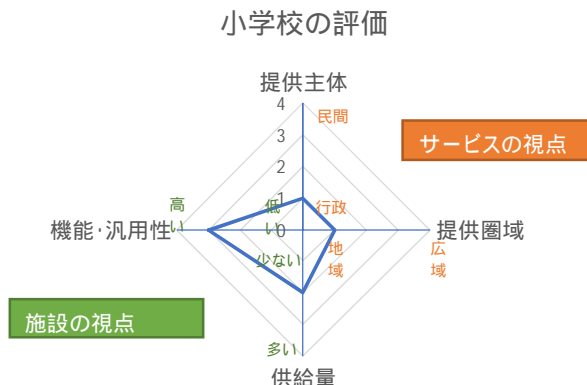 小学校の評価
提供主体
4
民間
3
サービスの視点
2
高い
1
低い
行政
機能・汎用性
0
提供圏域
少ない
地域
広域
施設の視点
多い
供給量